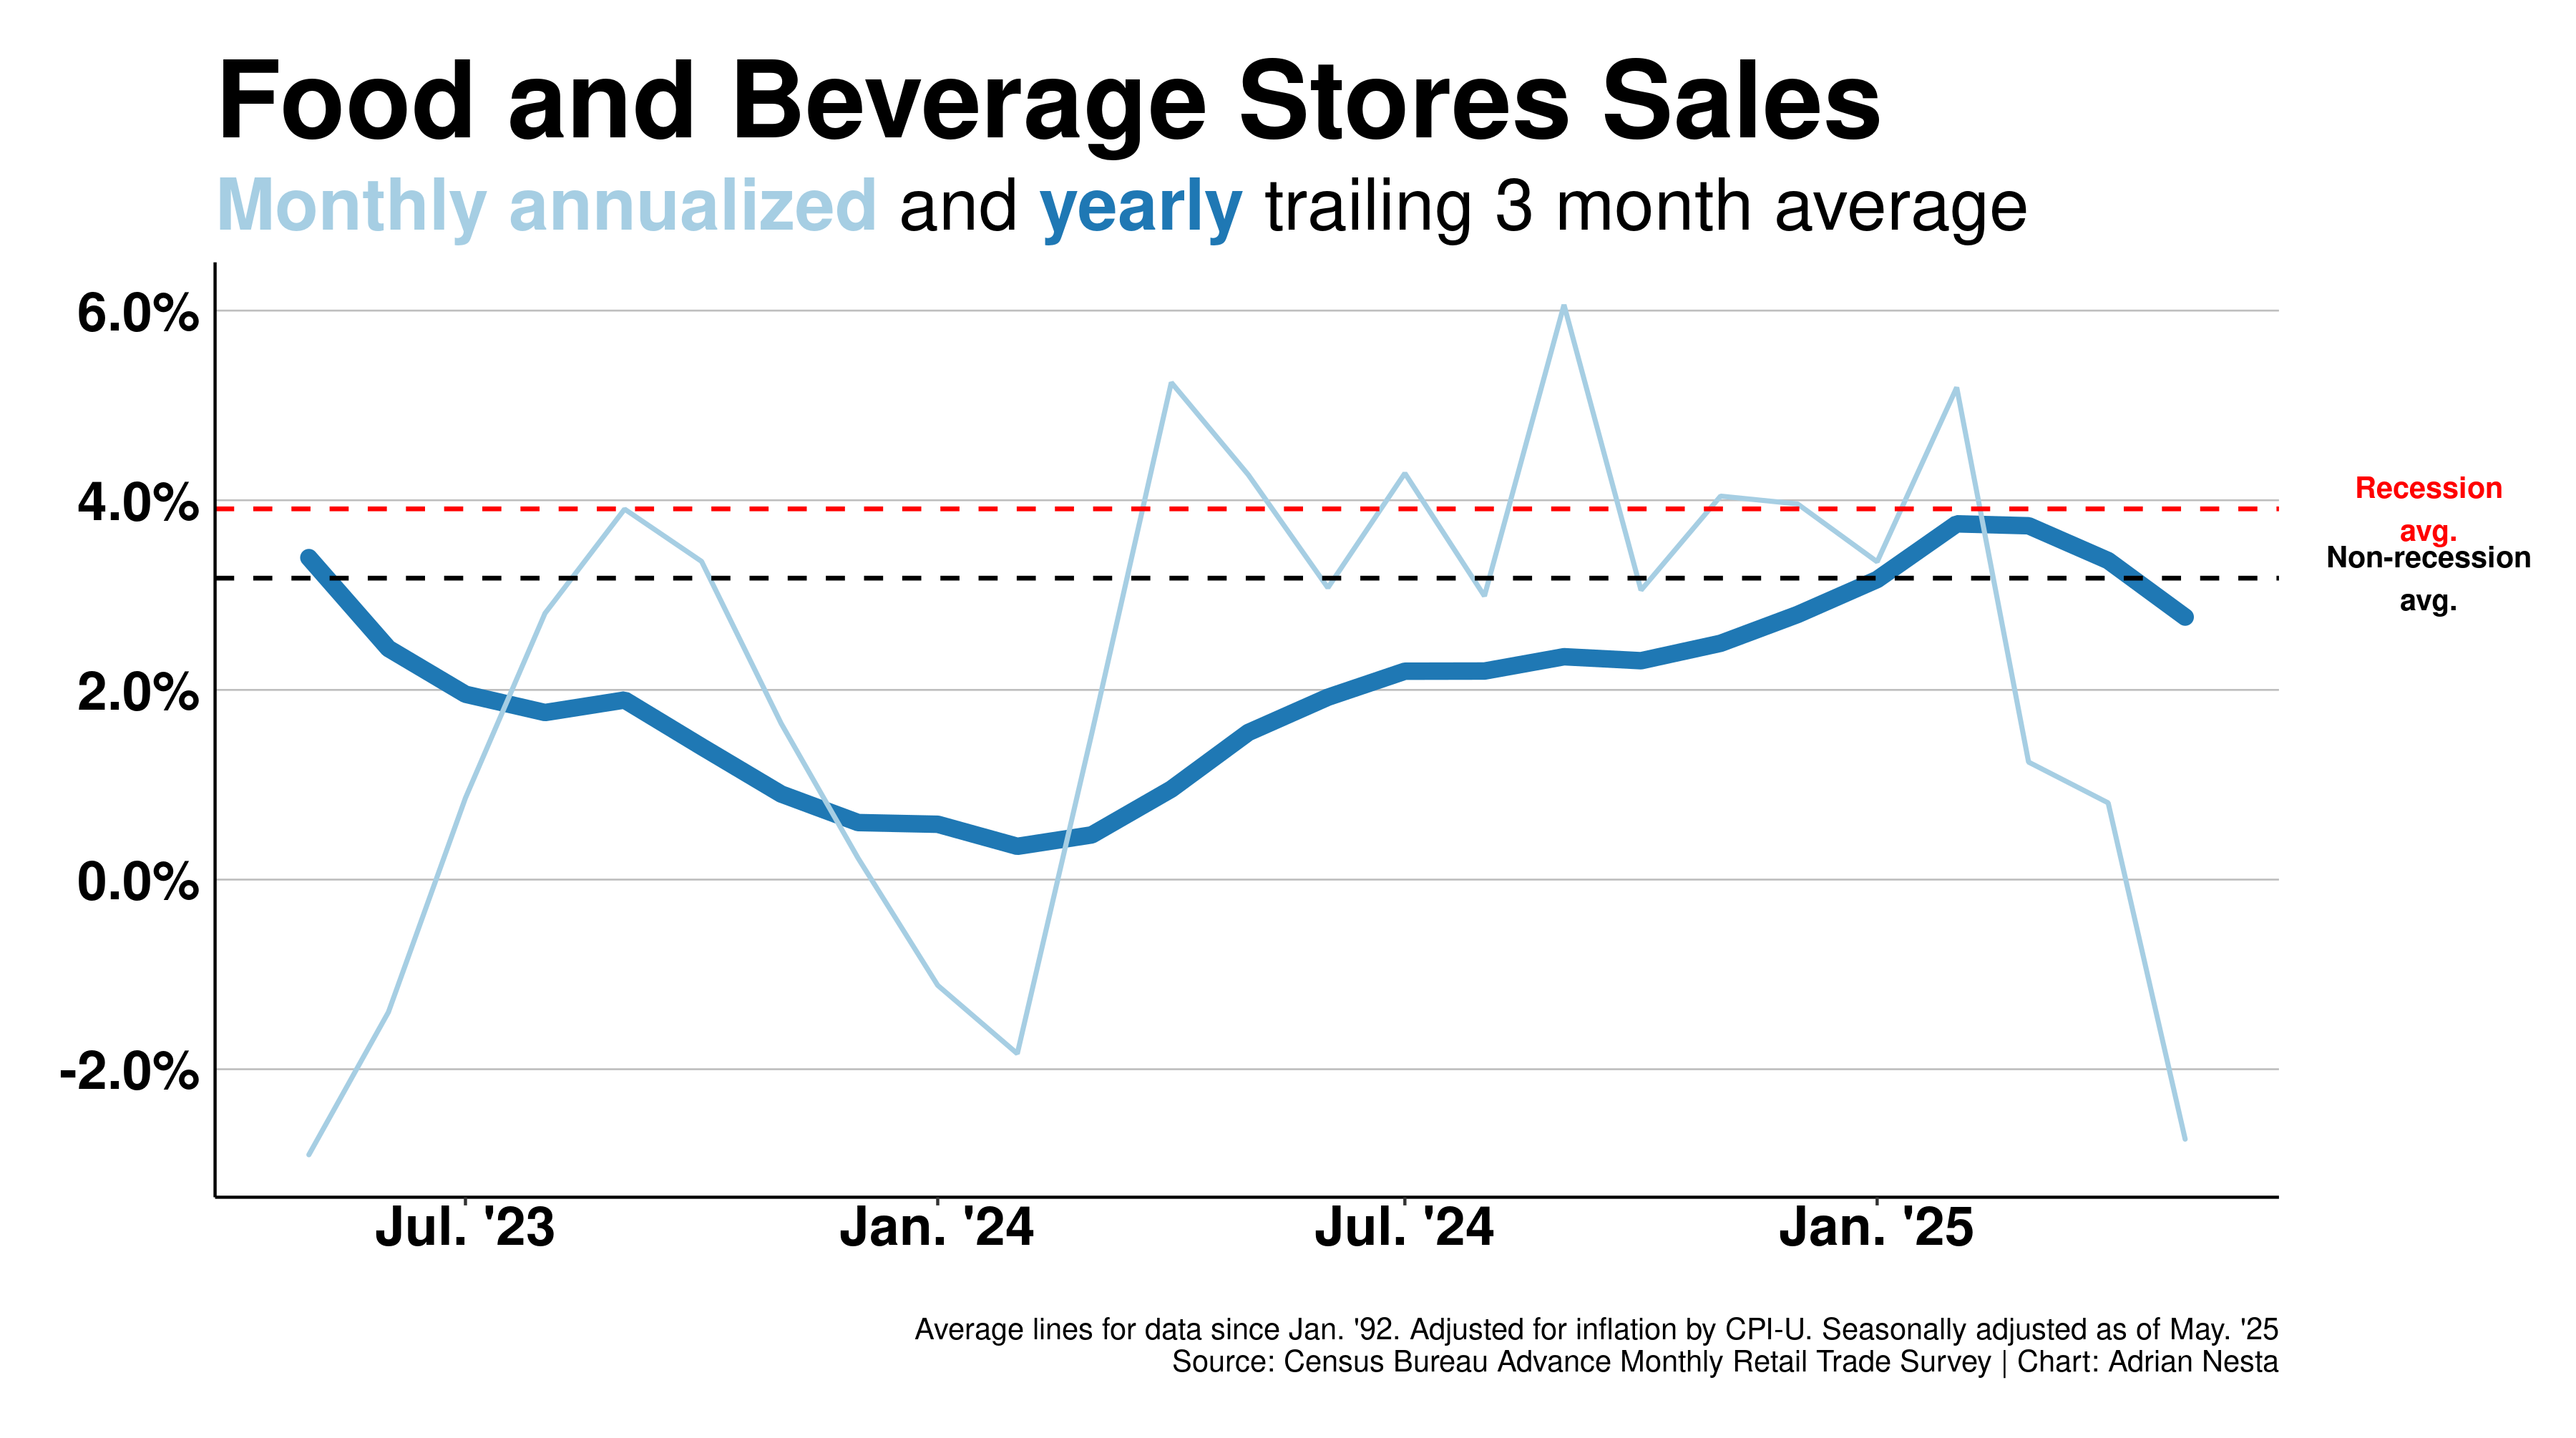 Food and Beverage Stores Sales
Monthly annualized and yearly trailing 3 month average
6.0%
4.0%
2.0%
0.0%
-2.0%
Recession
avg.
Non-recession
avg.
Jul. '23
Jan. '24
Jul. '24
Jan. '25
Average lines for data since Jan. '92. Adjusted for inflation by CPI-U. Seasonally adjusted as of May. '25
Source: Census Bureau Advance Monthly Retail Trade Survey | Chart: Adrian Nesta